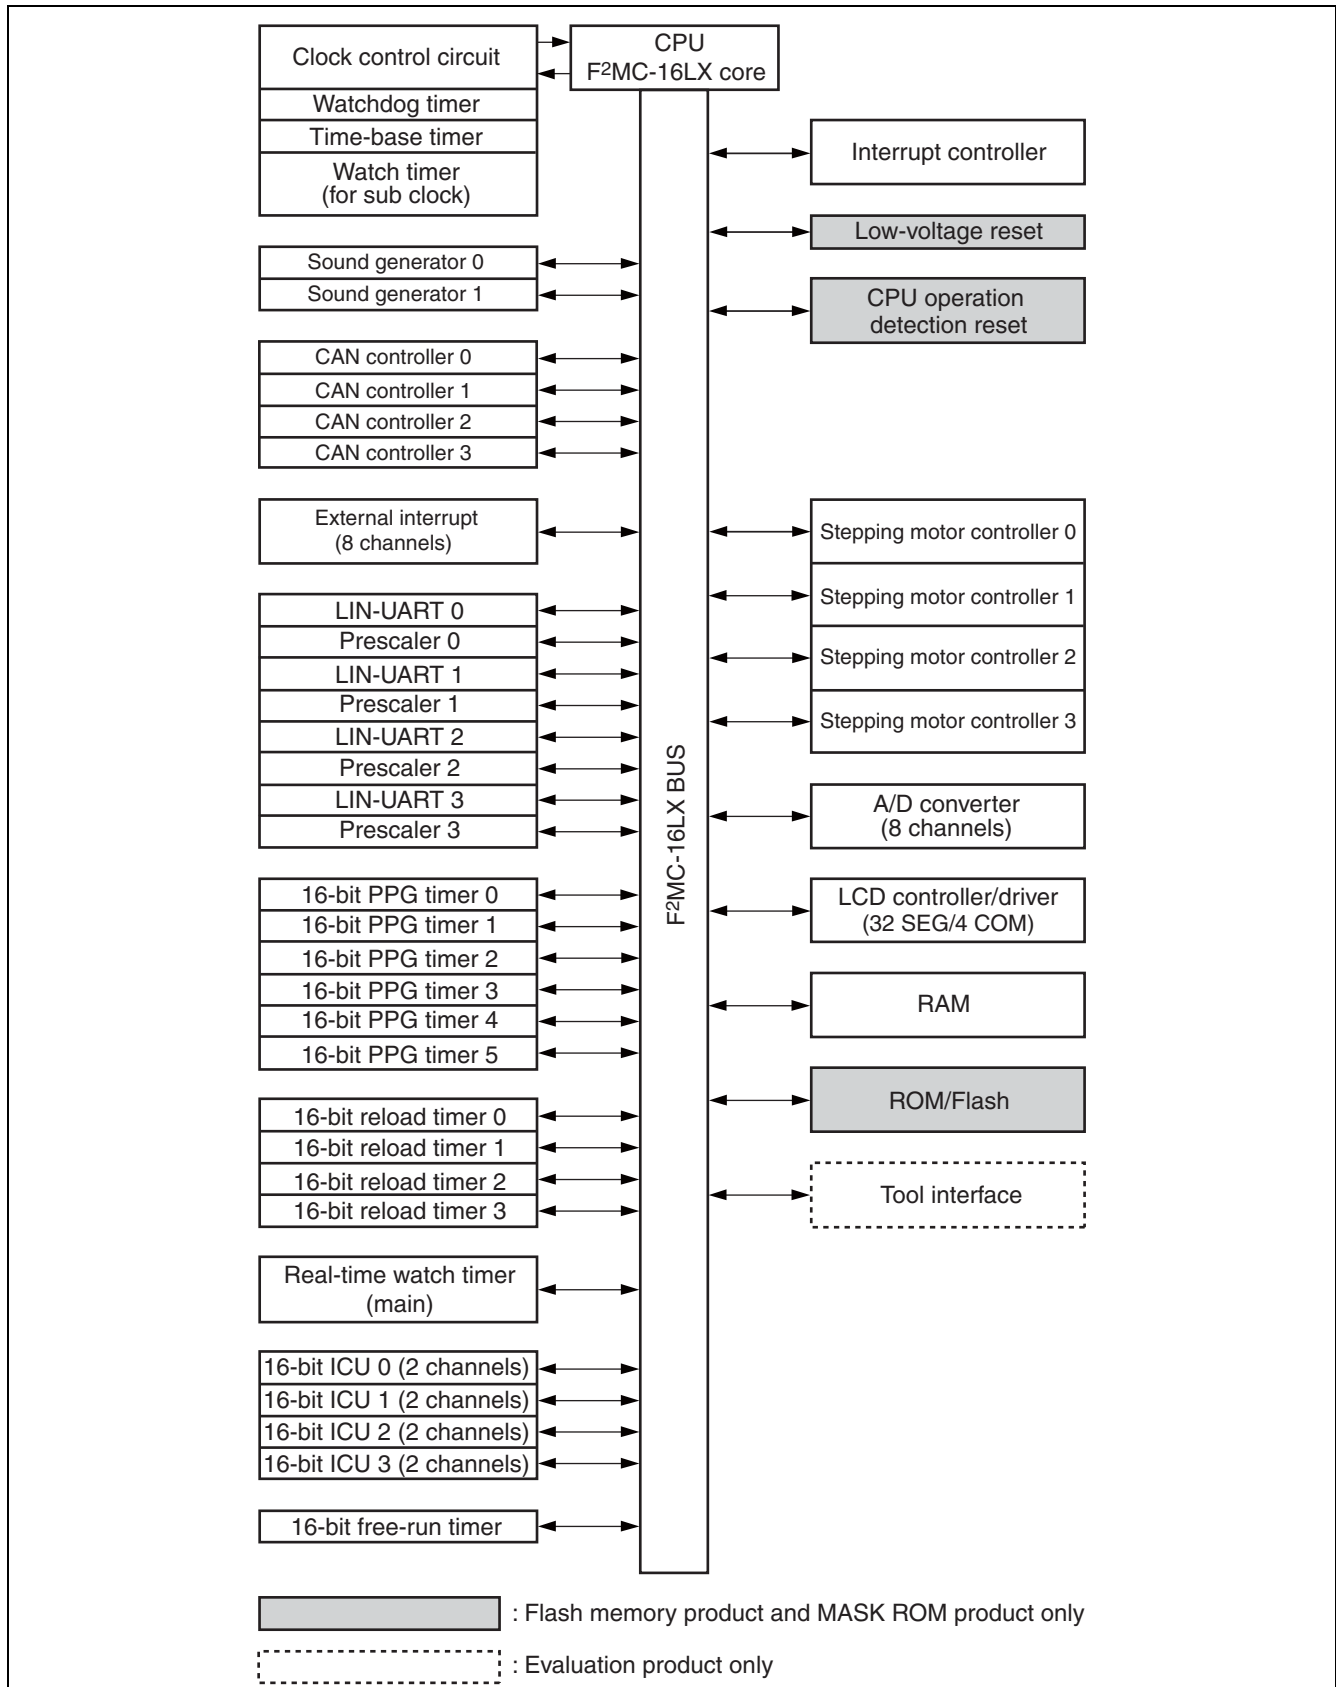 Clock control circuit
Watchdog timer
Time-base timer
Watch timer
(for sub clock)
CPU
F²MC-16LX core
Sound generator 0
Sound generator 1
CAN controller 0
CAN controller 1
CAN controller 2
CAN controller 3
External interrupt
(8 channels)
LIN-UART 0
Prescaler 0
LIN-UART 1
Prescaler 1
LIN-UART 2
Prescaler 2
LIN-UART 3
Prescaler 3
16-bit PPG timer 0
16-bit PPG timer 1
16-bit PPG timer 2
16-bit PPG timer 3
16-bit PPG timer 4
16-bit PPG timer 5
16-bit reload timer 0
16-bit reload timer 1
16-bit reload timer 2
16-bit reload timer 3
Real-time watch timer
(main)
16-bit ICU 0 (2 channels)
16-bit ICU 1 (2 channels)
16-bit ICU 2 (2 channels)
16-bit ICU 3 (2 channels)
16-bit free-run timer
F²MC-16LX BUS
Interrupt controller
Low-voltage reset
CPU operation
detection reset
Stepping motor controller 0
Stepping motor controller 1
Stepping motor controller 2
Stepping motor controller 3
A/D converter
(8 channels)
LCD controller/driver
(32 SEG/4 COM)
RAM
ROM/Flash
Tool interface
: Flash memory product and MASK ROM product only
: Evaluation product only